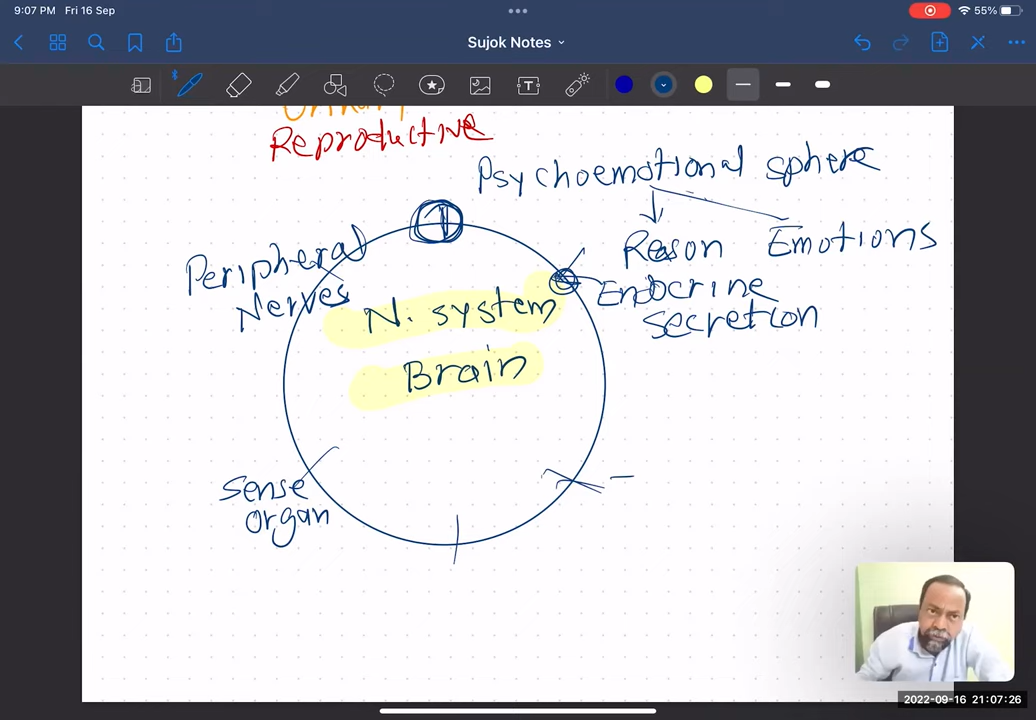 9:07 PM Fri 16 Sep
55%
Sujok Notes
T
Reproductive
Psychoemotional sphere
1
Reason Emotions
Peripheral
Nerves
Endocrine
secretion
N. system
Brain
Sense
organ
2022-09-16 21:07:26